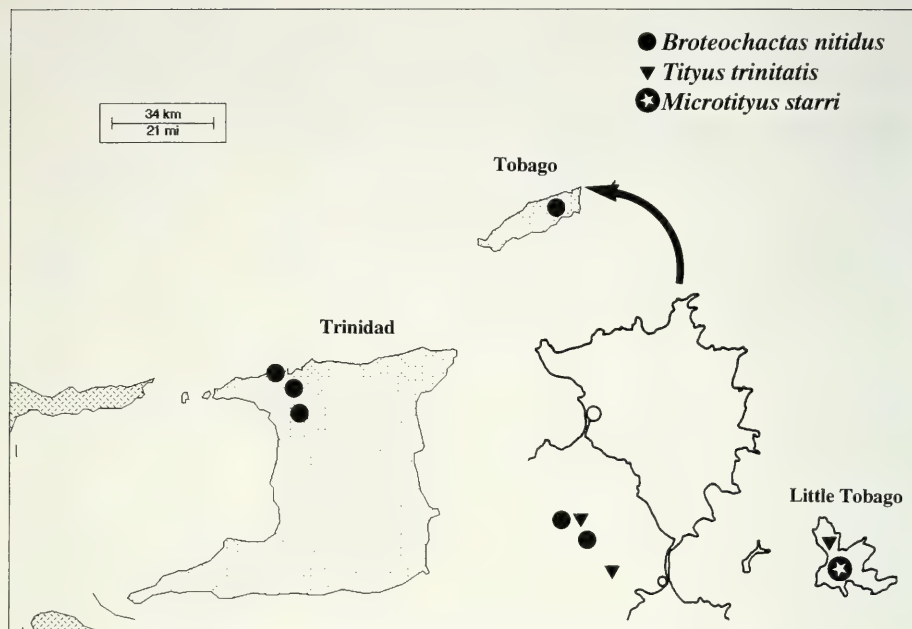 Broteochactas nitidus
Tityus trinitatis
Microtityus starri
34 km
21 mi
Tobago
Trinidad
Little Tobago